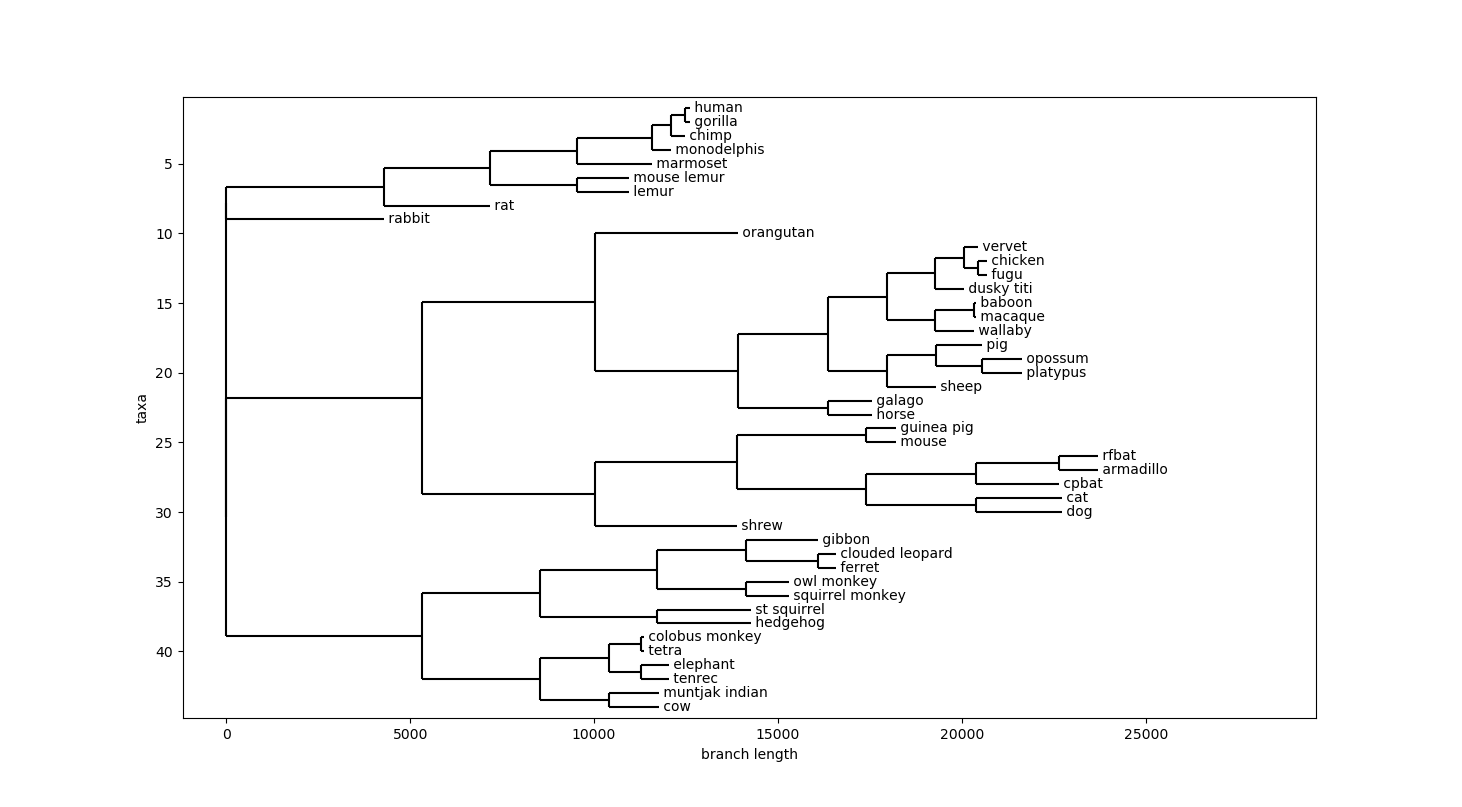 human
gorilla
chimp
monodelphis
5
marmoset
mouse lemur
lemur
rat
rabbit
10
orangutan
vervet
chicken
fugu
dusky titi
15
baboon
macaque
wallaby
pig
opossum
20
platypus
sheep
galago
taxa
horse
guinea pig
25
mouse
rfbat
armadillo
cpbat
cat
30
dog
shrew
gibbon
clouded leopard
ferret
35
owl monkey
squirrel monkey
st squirrel
hedgehog
colobus monkey
40
tetra
elephant
tenrec
muntjak indian
cow
0 5000 10000 15000 20000 25000
branch length